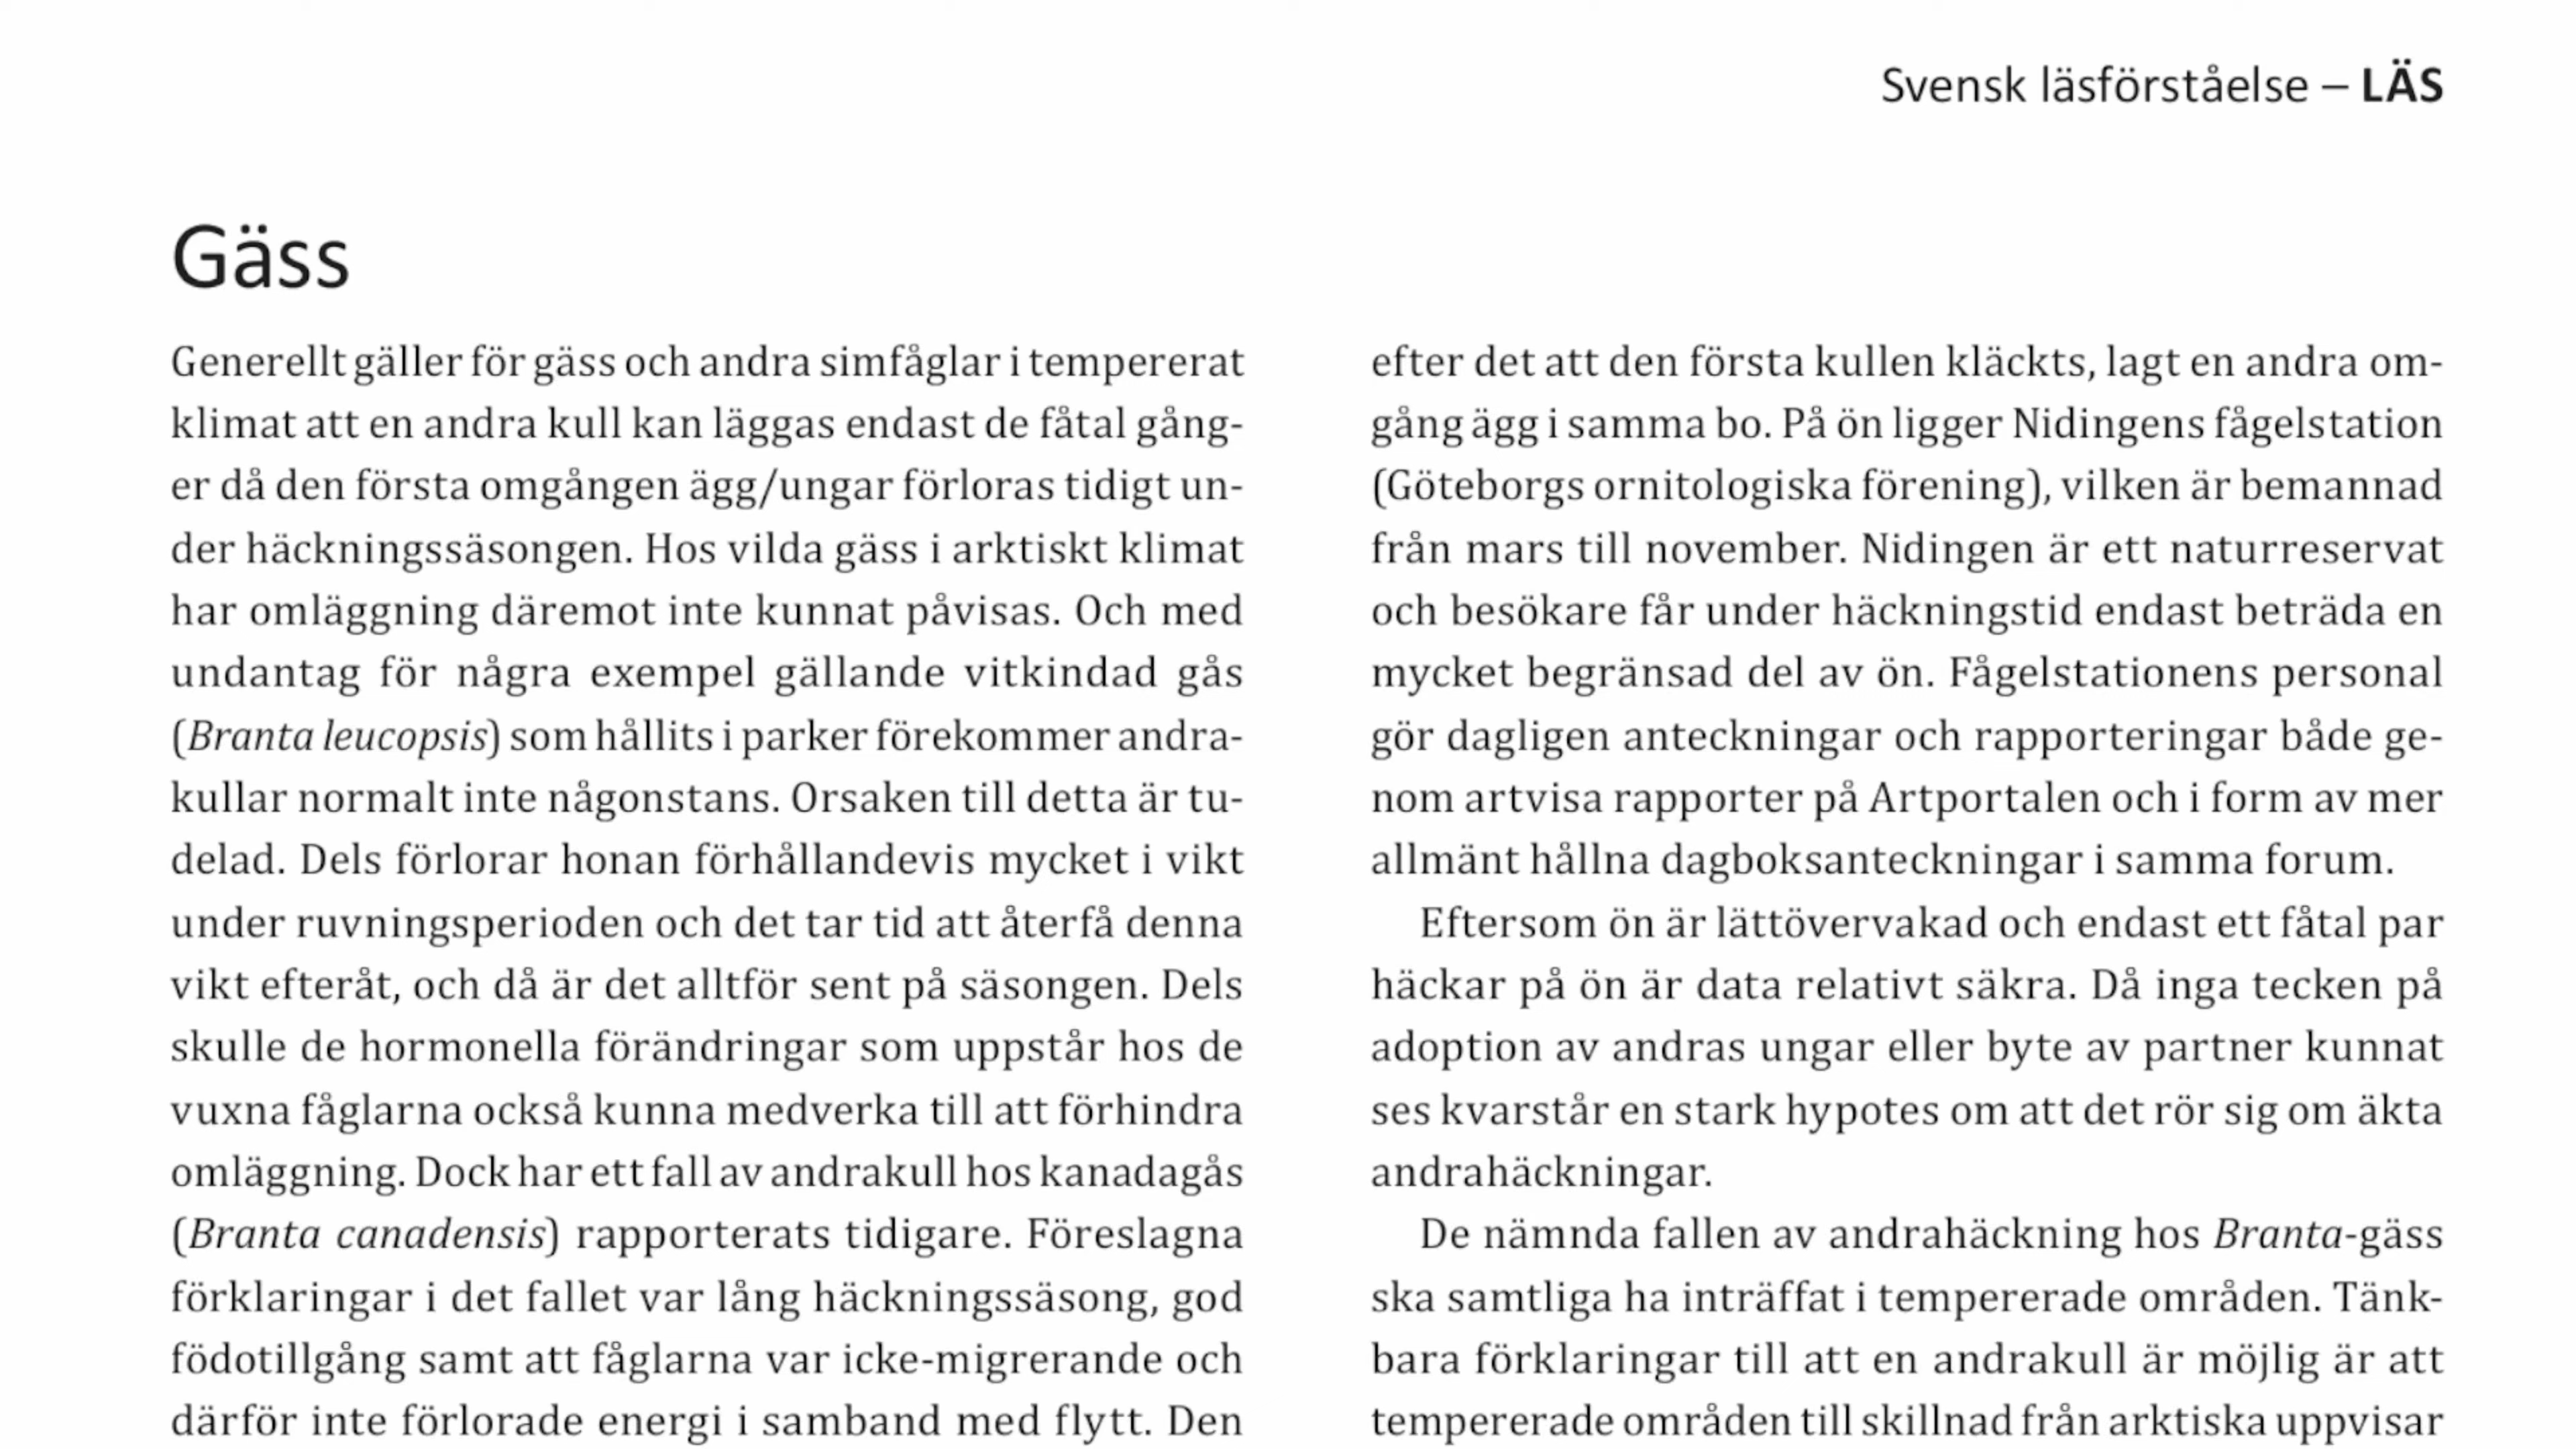 Svensk läsförståelse – LÄS
Gäss
Generellt gäller för gäss och andra simfåglar i tempererat
klimat att en andra kull kan läggas endast de fåtal gång-
er då den första omgången ägg/ungar förloras tidigt un-
der häckningssäsongen. Hos vilda gäss i arktiskt klimat
har omläggning däremot inte kunnat påvisas. Och med
undantag för några exempel gällande vitkindad gås
(Branta leucopsis) som hållits i parker förekommer andra-
kullar normalt inte någonstans. Orsaken till detta är tu-
delad. Dels förlorar honan förhållandevis mycket i vikt
under ruvningsperioden och det tar tid att återfå denna
vikt efteråt, och då är det alltför sent på säsongen. Dels
skulle de hormonella förändringar som uppstår hos de
vuxna fåglarna också kunna medverka till att förhindra
omläggning. Dock har ett fall av andrakull hos kanadagås
(Branta canadensis) rapporterats tidigare. Föreslagna
förklaringar i det fallet var lång häckningssäsong, god
födotillgång samt att fåglarna var icke-migrerande och
därför inte förlorade energi i samband med flytt. Den
efter det att den första kullen kläckts, lagt en andra om-
gång ägg i samma bo. På ön ligger Nidingens fågelstation
(Göteborgs ornitologiska förening), vilken är bemannad
från mars till november. Nidingen är ett naturreservat
och besökare får under häckningstid endast beträda en
mycket begränsad del av ön. Fågelstationens personal
gör dagligen anteckningar och rapporteringar både ge-
nom artvisa rapporter på Artportalen och i form av mer
allmänt hållna dagboksanteckningar i samma forum.
Eftersom ön är lättövervakad och endast ett fåtal par
häckar på ön är data relativt säkra. Då inga tecken på
adoption av andras ungar eller byte av partner kunnat
ses kvarstår en stark hypotes om att det rör sig om äkta
andrahäckningar.
De nämnda fallen av andrahäckning hos Branta-gäss
ska samtliga ha inträffat i tempererade områden. Tänk-
bara förklaringar till att en andrakull är möjlig är att
tempererade områden till skillnad från arktiska uppvisar